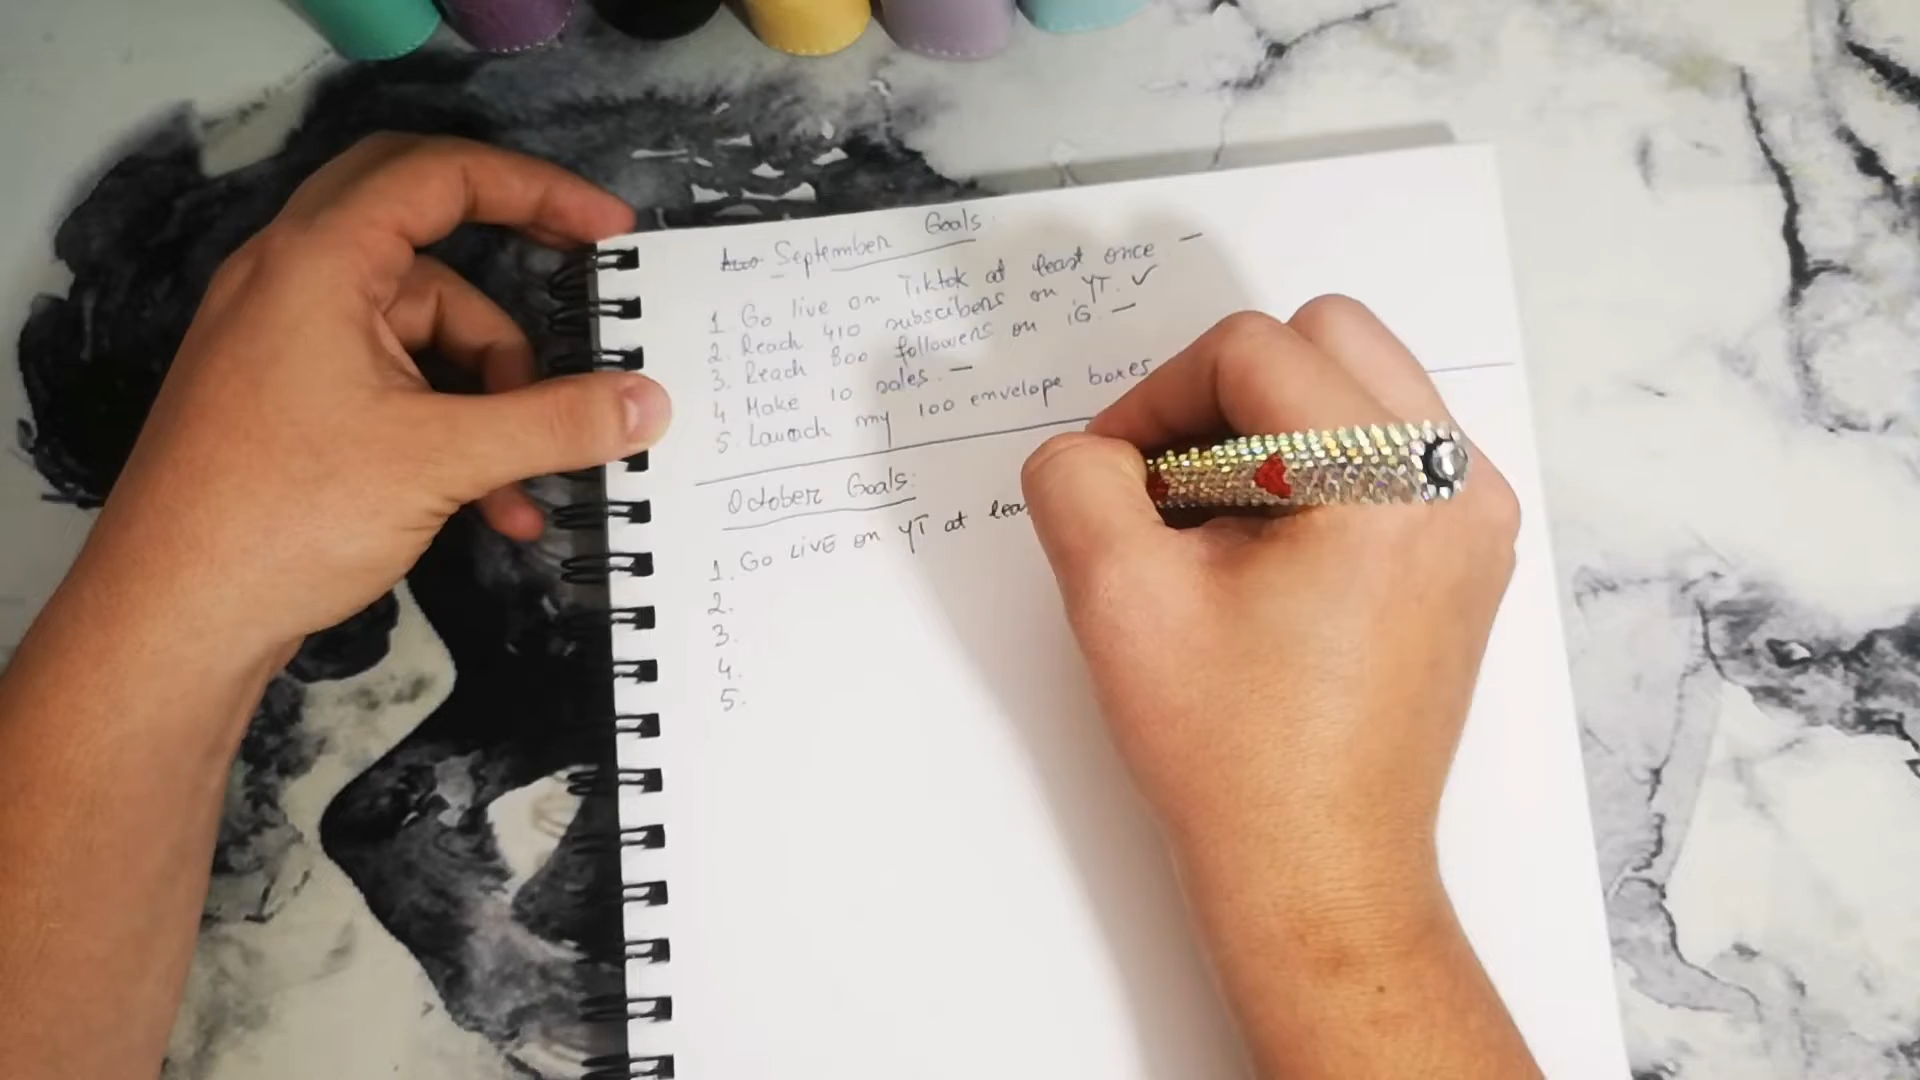 September Goals:
1. Go live on Tiktok at least once —
2. Reach 410 subscibers on YT. ✓
3. Reach 800 followers on iG. —
4. Make 10 sales. —
5. Launch my 100 envelope boxes
October Goals:
1. Go LiVE on YT at leas
2.
3.
4.
5.